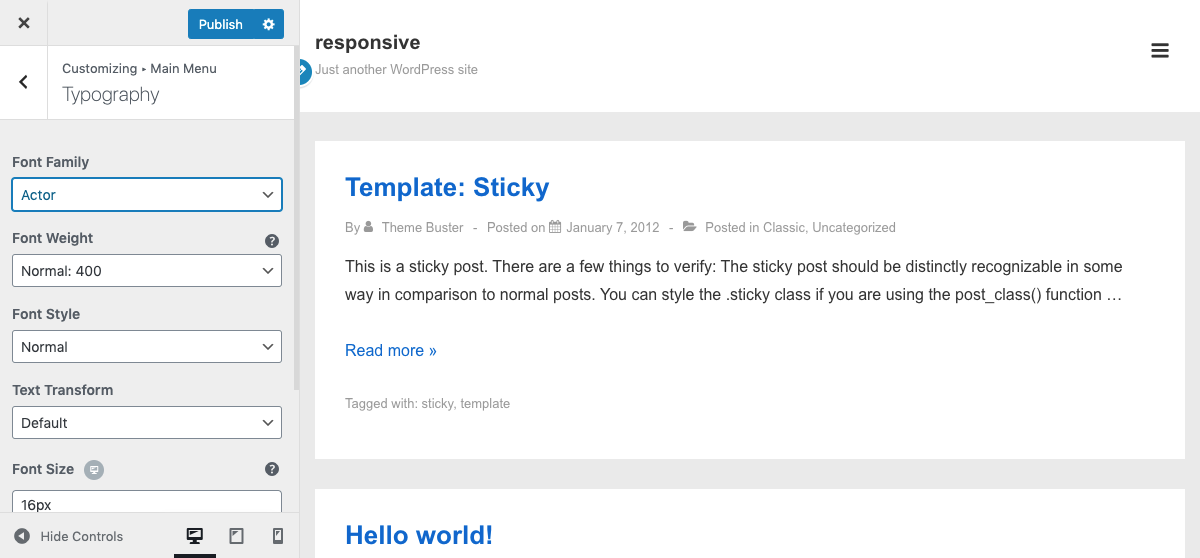 Publish
Customizing ▸ Main Menu
Typography
Font Family
Actor
Font Weight
Normal: 400
Font Style
Normal
Text Transform
Default
Font Size
16px
Hide Controls
responsive
Just another WordPress site
Template: Sticky
By Theme Buster - Posted on January 7, 2012 - Posted in Classic, Uncategorized
This is a sticky post. There are a few things to verify: The sticky post should be distinctly recognizable in some
way in comparison to normal posts. You can style the .sticky class if you are using the post_class() function …
Read more »
Tagged with: sticky, template
Hello world!